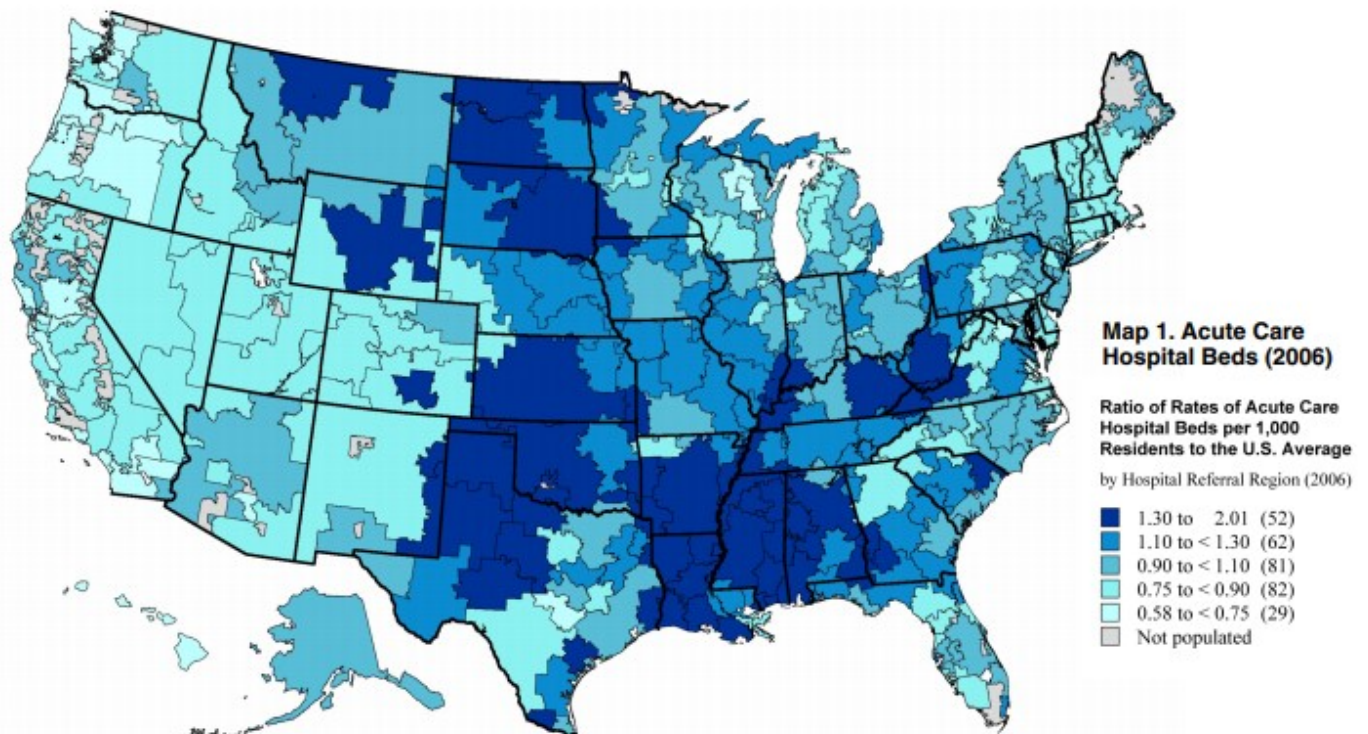 Map 1. Acute Care
Hospital Beds (2006)
Ratio of Rates of Acute Care
Hospital Beds per 1,000
Residents to the U.S. Average
by Hospital Referral Region (2006)
1.30 to 2.01 (52)
1.10 to < 1.30 (62)
0.90 to < 1.10 (81)
0.75 to < 0.90 (82)
0.58 to < 0.75 (29)
Not populated